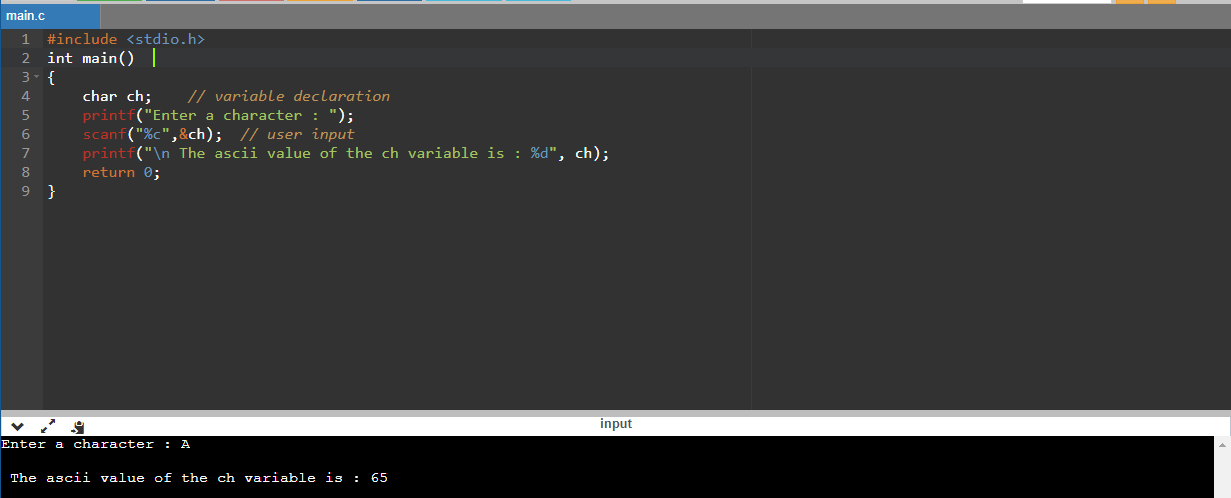 main.c
1 #include <stdio.h>
2 int main()
3 {
4     char ch;    // variable declaration
5     printf("Enter a character : ");
6     scanf("%c",&ch);  // user input
7     printf("\n The ascii value of the ch variable is : %d", ch);
8     return 0;
9 }
input
Enter a character : A
 The ascii value of the ch variable is : 65